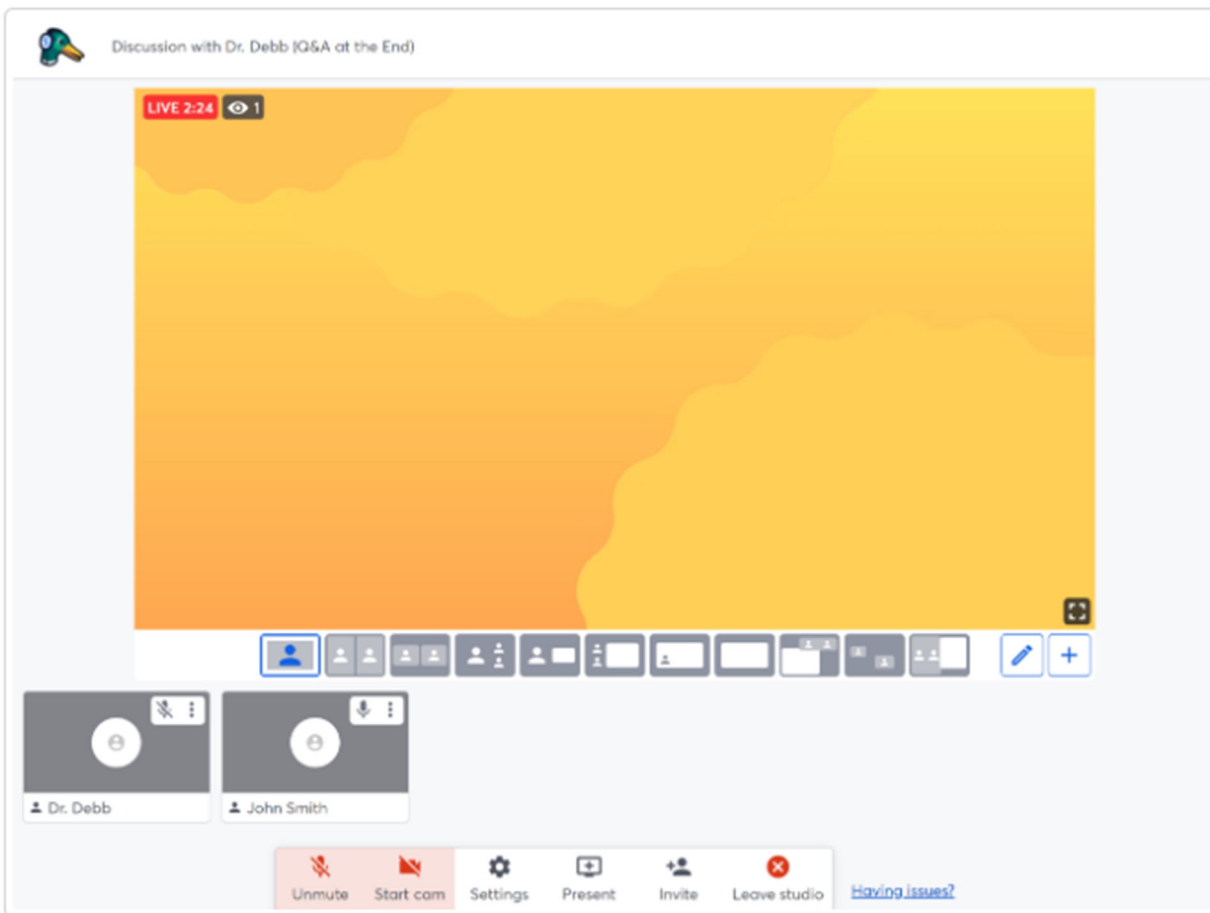 Discussion with Dr. Debb (Q&A at the End)
LIVE 2:24 1
Dr. Debb
John Smith
Unmute
Start cam
Settings
Present
Invite
Leave studio
Having issues?